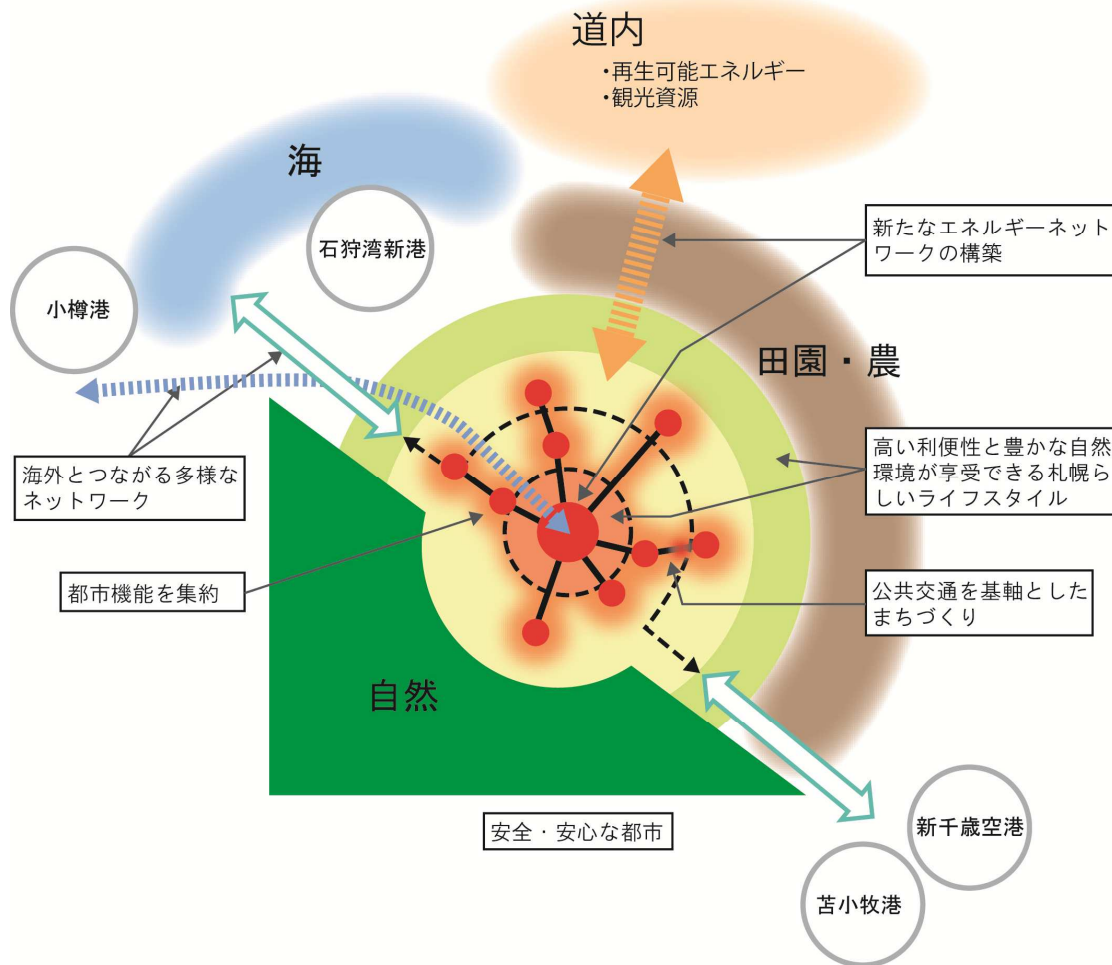 道内
・再生可能エネルギー
・観光資源
海
石狩湾新港
小樽港
新たなエネルギーネット
ワークの構築
田園・農
高い利便性と豊かな自然
環境が享受できる札幌ら
しいライフスタイル
海外とつながる多様な
ネットワーク
都市機能を集約
公共交通を基軸とした
まちづくり
自然
安全・安心な都市
新千歳空港
苫小牧港